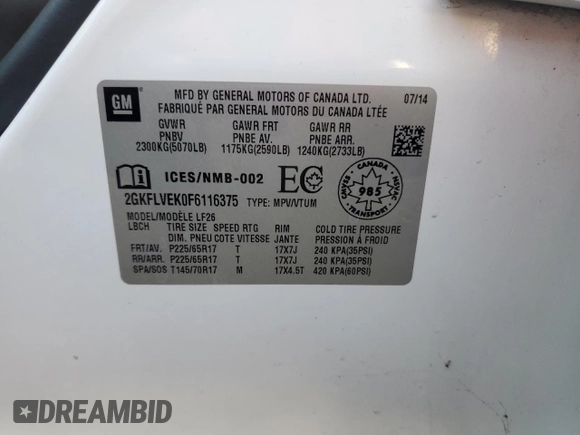 GM
MFD BY GENERAL MOTORS OF CANADA LTD. 07/14
FABRIQUÉ PAR GENERAL MOTORS DU CANADA LTÉE
GVWR GAWR FRT GAWR RR
PNBV PNBE AV. PNBE ARR.
2300KG(5070LB) 1175KG(2590LB) 1240KG(2733LB)
ICES/NMB-002 EC
CANADA
NSVAC
985
TRANSPORT
NSVAC
2GKFLVEK0F6116375 TYPE: MPV/VTUM
MODEL/MODÈLE LF26
LBCH TIRE SIZE SPEED RTG RIM COLD TIRE PRESSURE
DIM. PNEU COTE VITESSE JANTE PRESSION À FROID
FRT/AV. P225/65R17 T 17X7J 240 KPA(35PSI)
RR/ARR. P225/65R17 T 17X7J 240 KPA(35PSI)
SPA/SOS T145/70R17 M 17X4.5T 420 KPA(60PSI)
DREAMBID